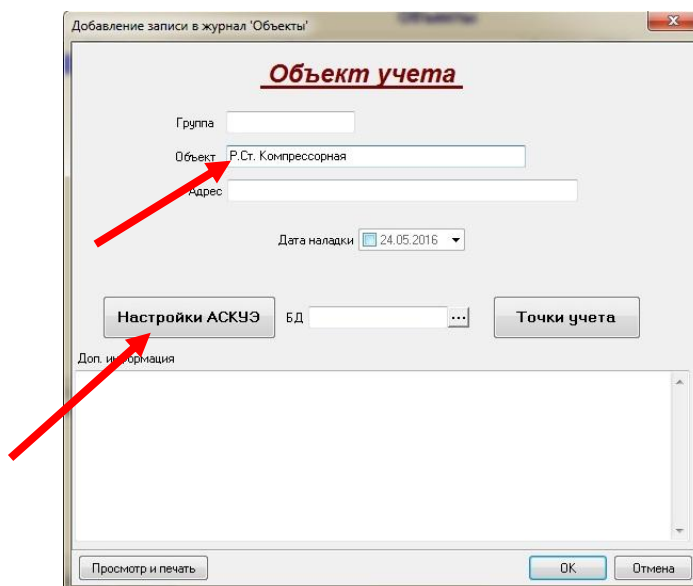 Объекты
Добавление записи в журнал 'Объекты'
Объект учета
Группа
Объект Р.Ст. Компрессорная
Адрес
Дата наладки 24.05.2016
Настройки АСКУЭ БД ... Точки учета
Доп. информация
Просмотр и печать ОК Отмена